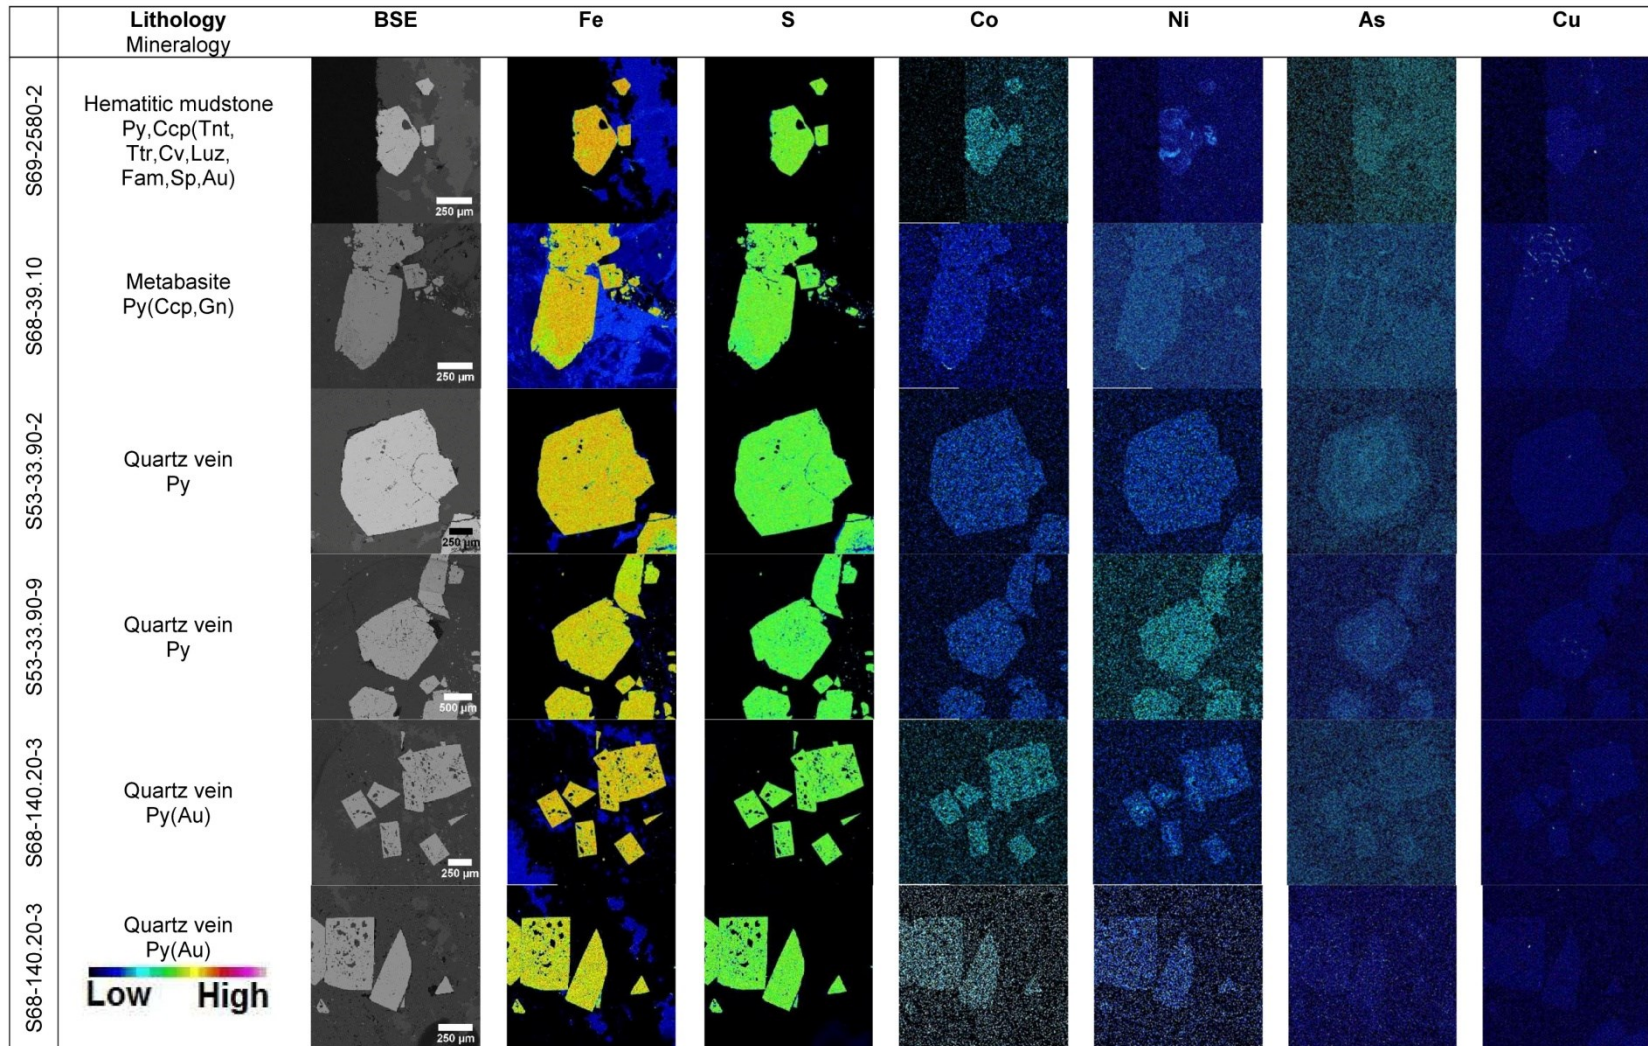 Lithology BSE Fe S Co Ni As Cu
Mineralogy
S69-2580-2
Hematitic mudstone
Py,Ccp(Tnt,
Ttr,Cv,Luz,
Fam,Sp,Au)
250 µm
S68-39.10
Metabasite
Py(Ccp,Gn)
250 µm
S53-33.90-2
Quartz vein
Py
250 µm
S53-33.90-9
Quartz vein
Py
500 µm
S68-140.20-3
Quartz vein
Py(Au)
250 µm
S68-140.20-3
Quartz vein
Py(Au)
Low High
250 µm